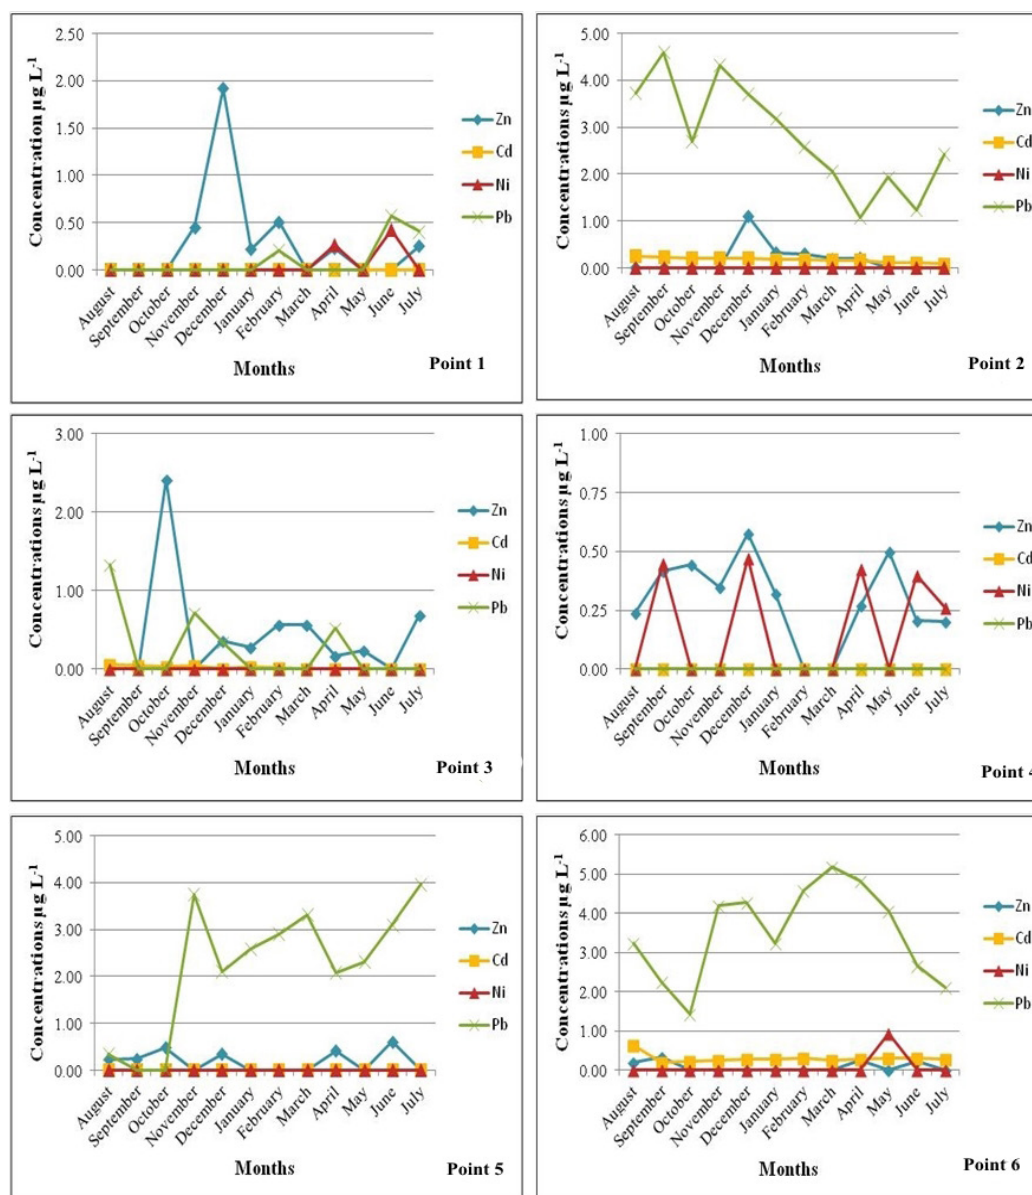 Concentration µg L-1
2.50
2.00
1.50
1.00
0.50
0.00
Zn
Cd
Ni
Pb
August
September
October
November
December
January
February
March
April
May
June
July
Months
Point 1
Concentrations µg L-1
5.00
4.00
3.00
2.00
1.00
0.00
Zn
Cd
Ni
Pb
August
September
October
November
December
January
February
March
April
May
June
July
Months
Point 2
Concentrations µg L-1
3.00
2.00
1.00
0.00
Zn
Cd
Ni
Pb
August
September
October
November
December
January
February
March
April
May
June
July
Months
Point 3
Concentrations µg L-1
1.00
0.75
0.50
0.25
0.00
Zn
Cd
Ni
Pb
August
September
October
November
December
January
February
March
April
May
June
July
Months
Point 4
Concentrations µg L-1
5.00
4.00
3.00
2.00
1.00
0.00
Zn
Cd
Ni
Pb
August
September
October
November
December
January
February
March
April
May
June
July
Months
Point 5
Concentrations µg L-1
6.00
5.00
4.00
3.00
2.00
1.00
0.00
Zn
Cd
Ni
Pb
August
September
October
November
December
January
February
March
April
May
June
July
Months
Point 6